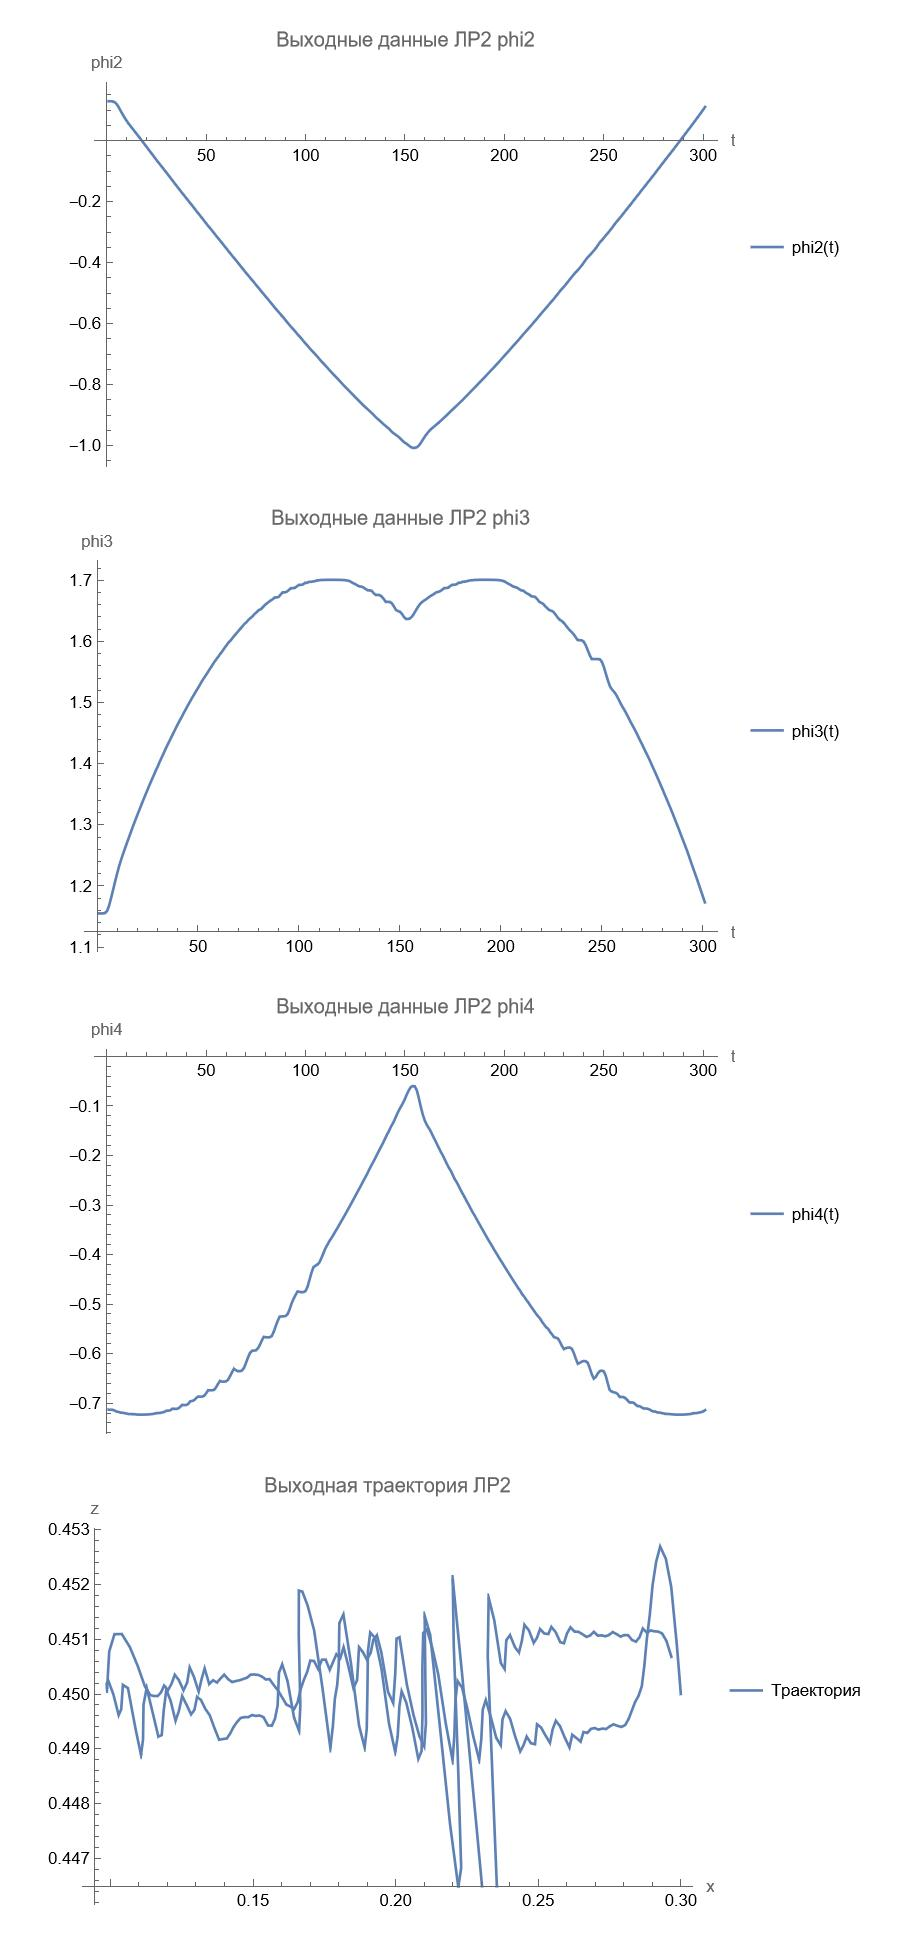 Выходные данные ЛР2 phi2
phi2
t
50 100 150 200 250 300
−0.2
−0.4
−0.6
−0.8
−1.0
phi2(t)
Выходные данные ЛР2 phi3
phi3
1.7
1.6
1.5
1.4
1.3
1.2
1.1
50 100 150 200 250 300
t
phi3(t)
Выходные данные ЛР2 phi4
phi4
t
50 100 150 200 250 300
−0.1
−0.2
−0.3
−0.4
−0.5
−0.6
−0.7
phi4(t)
Выходная траектория ЛР2
z
0.453
0.452
0.451
0.450
0.449
0.448
0.447
0.15 0.20 0.25 0.30
x
Траектория